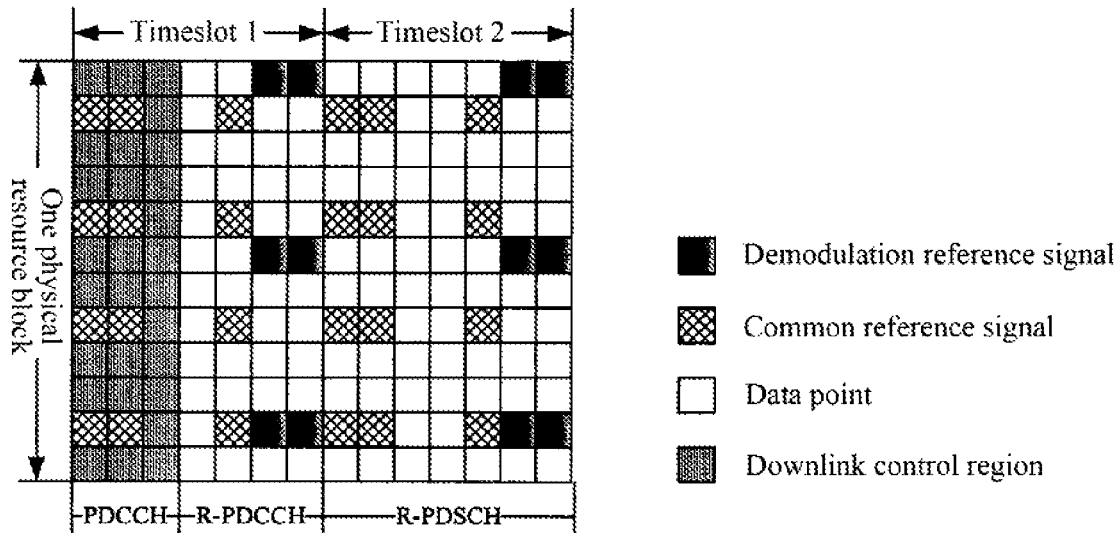 Timeslot 1
Timeslot 2
One physical
resource block
Demodulation reference signal
Common reference signal
Data point
Downlink control region
PDCCH
R-PDCCH
R-PDSCH